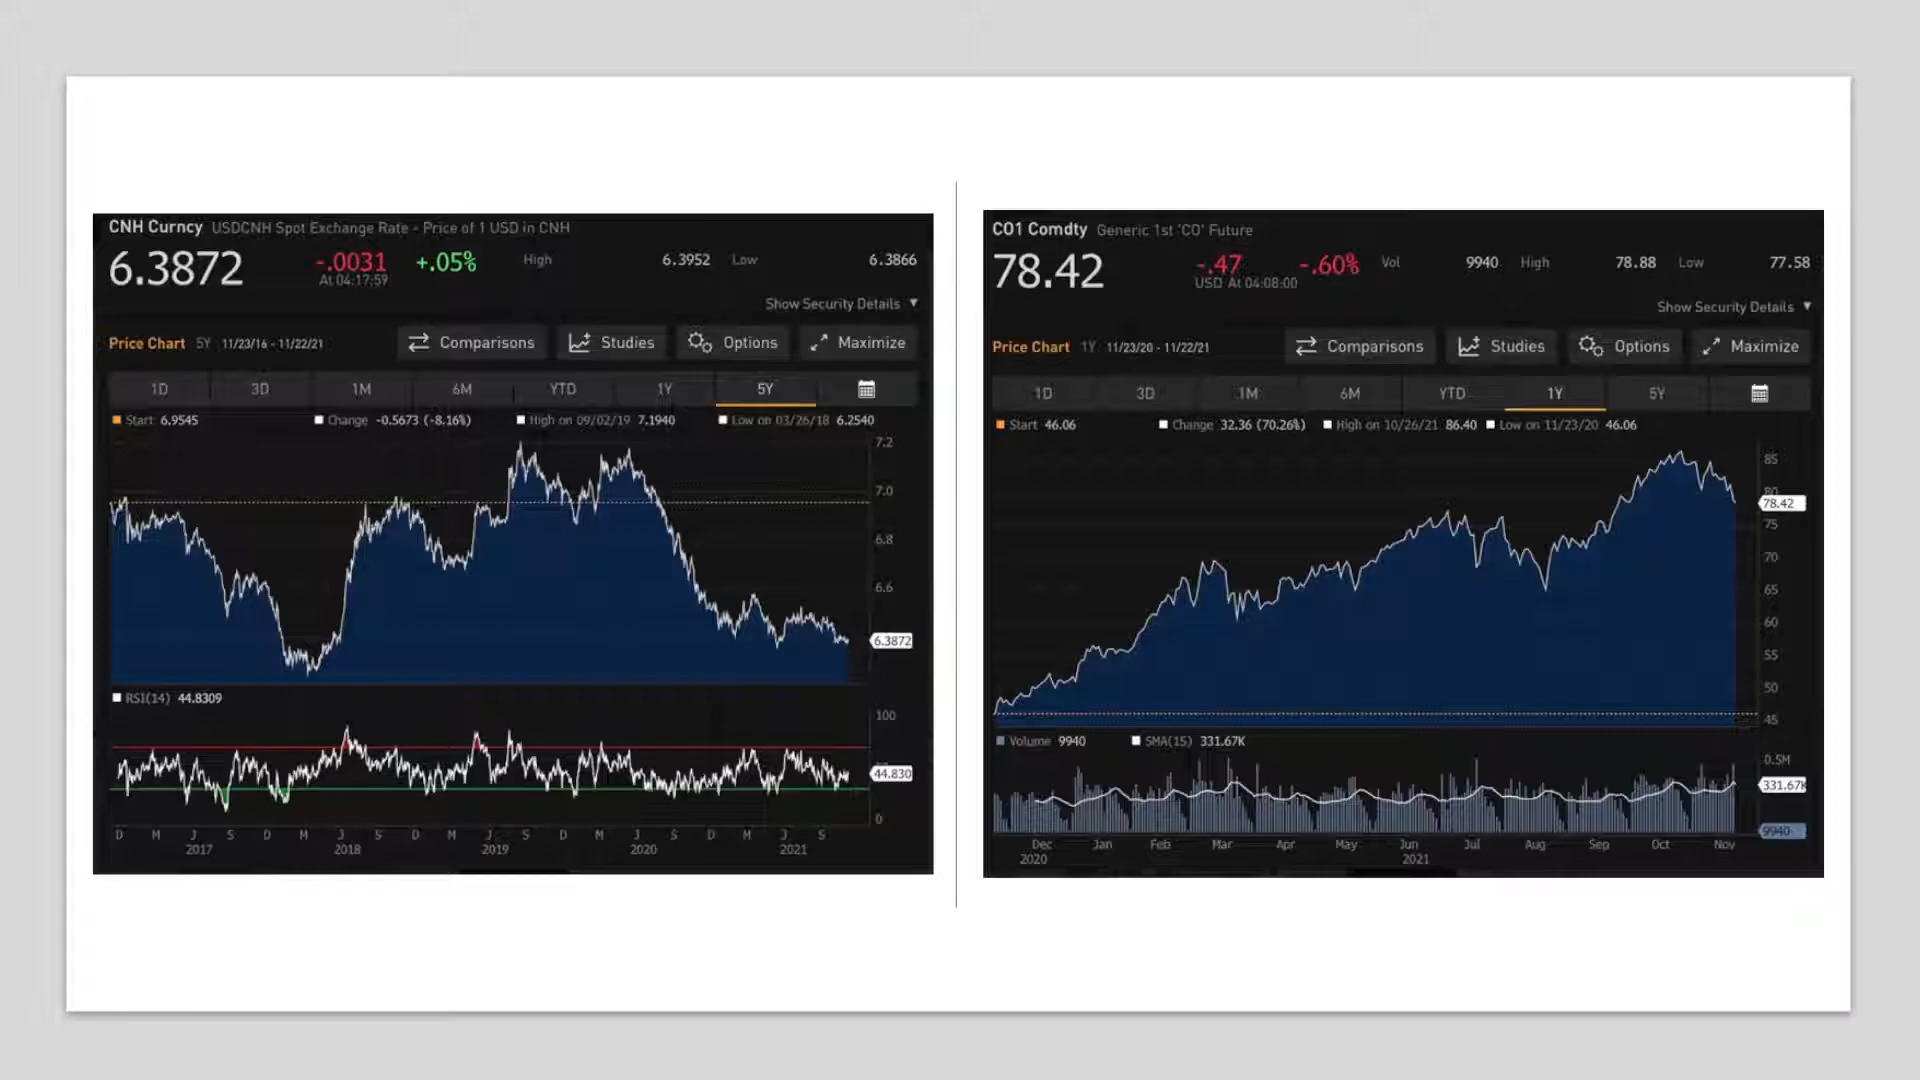 CNH Curncy USDCNH Spot Exchange Rate - Price of 1 USD in CNH
6.3872 -.0031 +.05% High 6.3952 Low 6.3866
At 04:17:59
Show Security Details ▼
Price Chart 5Y 11/23/16 - 11/22/21 Comparisons Studies Options Maximize
1D 3D 1M 6M YTD 1Y 5Y
Start 6.9545 Change -0.5673 (-8.16%) High on 09/02/19 7.1940 Low on 03/26/18 6.2540
7.2
7.0
6.8
6.6
6.3872
RSI(14) 44.8309
100
44.830
0
D M J S D M J S D M J S D M J S D M J S
2017 2018 2019 2020 2021
CO1 Comdty Generic 1st 'CO' Future
78.42 -.47 -.60% Vol 9940 High 78.88 Low 77.58
USD At 04:08:00
Show Security Details ▼
Price Chart 1Y 11/23/20 - 11/22/21 Comparisons Studies Options Maximize
1D 3D 1M 6M YTD 1Y 5Y
Start 46.06 Change 32.36 (70.26%) High on 10/26/21 86.40 Low on 11/23/20 46.06
85
80
78.42
75
70
65
60
55
50
45
Volume 9940 SMA(15) 331.67K
0.5M
331.67K
9940
Dec Jan Feb Mar Apr May Jun Jul Aug Sep Oct Nov
2020 2021